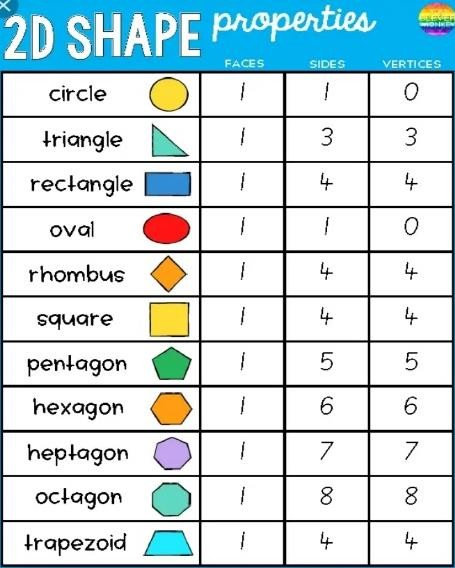 2D SHAPE properties
FACES SIDES VERTICES
circle 1 1 0
triangle 1 3 3
rectangle 1 4 4
oval 1 1 0
rhombus 1 4 4
square 1 4 4
pentagon 1 5 5
hexagon 1 6 6
heptagon 1 7 7
octagon 1 8 8
trapezoid 1 4 4